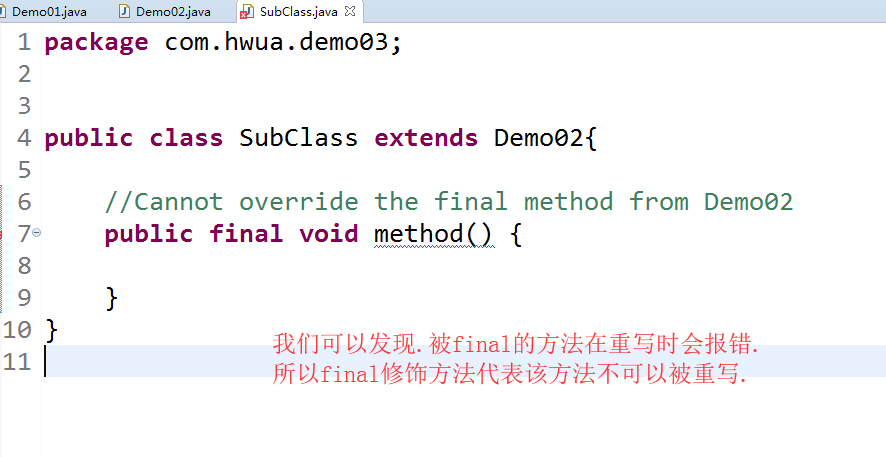 Demo01.java Demo02.java SubClass.java
1 package com.hwua.demo03;
2
3
4 public class SubClass extends Demo02{
5
6 //Cannot override the final method from Demo02
7 public final void method() {
8
9 }
10 }
我们可以发现.被final的方法在重写时会报错.
11
所以final修饰方法代表该方法不可以被重写.